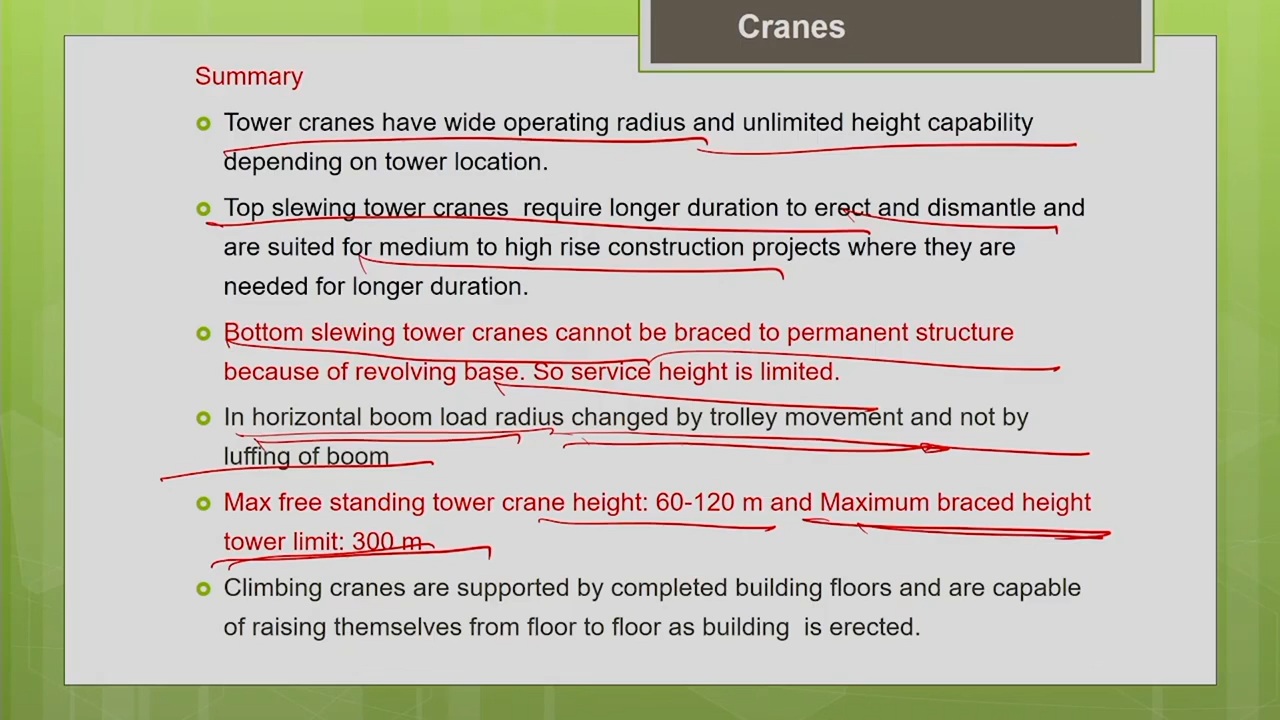 Cranes
Summary
Tower cranes have wide operating radius and unlimited height capability
depending on tower location.
Top slewing tower cranes require longer duration to erect and dismantle and
are suited for medium to high rise construction projects where they are
needed for longer duration.
Bottom slewing tower cranes cannot be braced to permanent structure
because of revolving base. So service height is limited.
In horizontal boom load radius changed by trolley movement and not by
luffing of boom
Max free standing tower crane height: 60-120 m and Maximum braced height
tower limit: 300 m
Climbing cranes are supported by completed building floors and are capable
of raising themselves from floor to floor as building is erected.